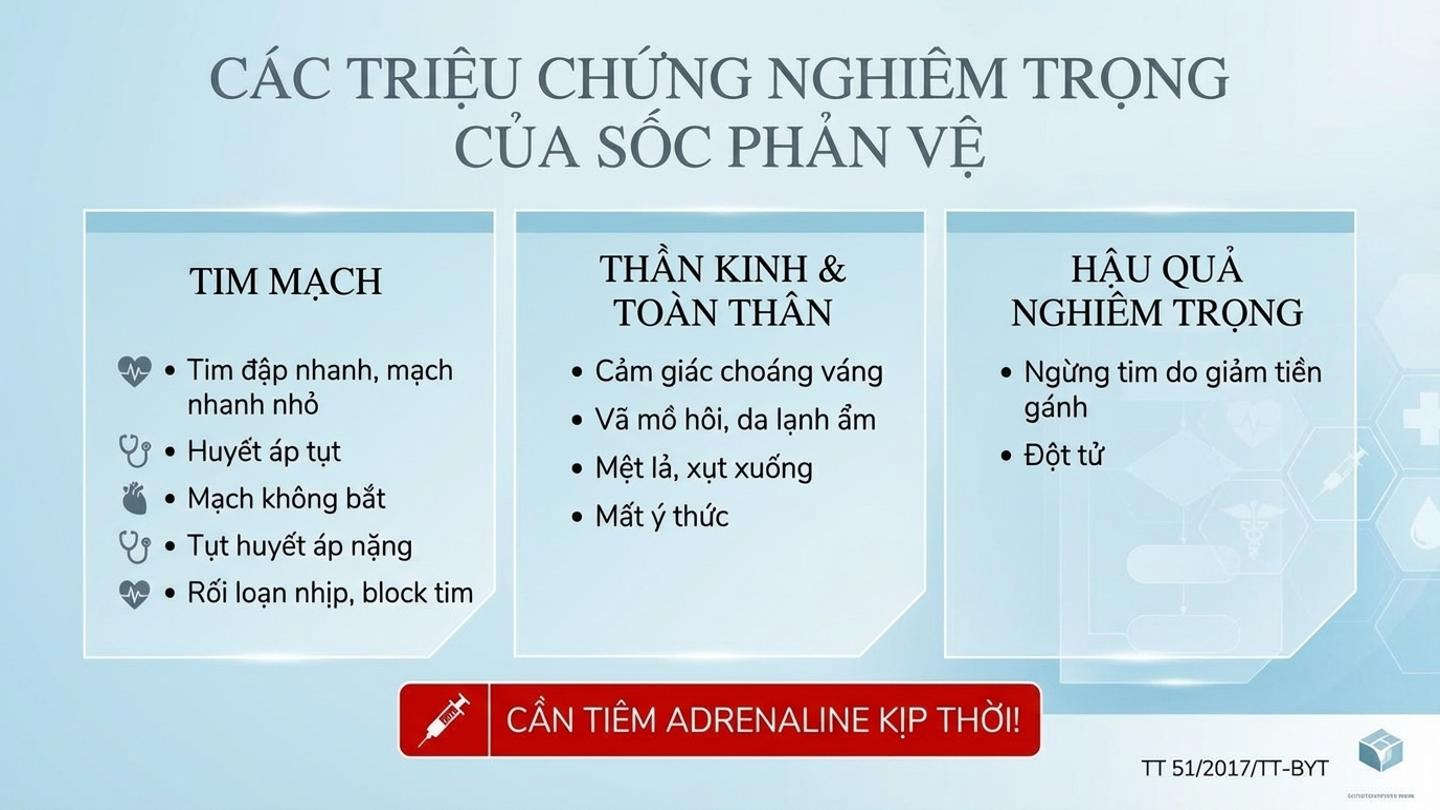 CÁC TRIỆU CHỨNG NGHIÊM TRỌNG
CỦA SỐC PHẢN VỆ
TIM MẠCH
• Tim đập nhanh, mạch
nhanh nhỏ
• Huyết áp tụt
• Mạch không bắt
• Tụt huyết áp nặng
• Rối loạn nhịp, block tim
THẦN KINH &
TOÀN THÂN
• Cảm giác choáng váng
• Vã mồ hôi, da lạnh ẩm
• Mệt lả, xụt xuống
• Mất ý thức
HẬU QUẢ
NGHIÊM TRỌNG
• Ngừng tim do giảm tiền
gánh
• Đột tử
CẦN TIÊM ADRENALINE KỊP THỜI!
TT 51/2017/TT-BYT